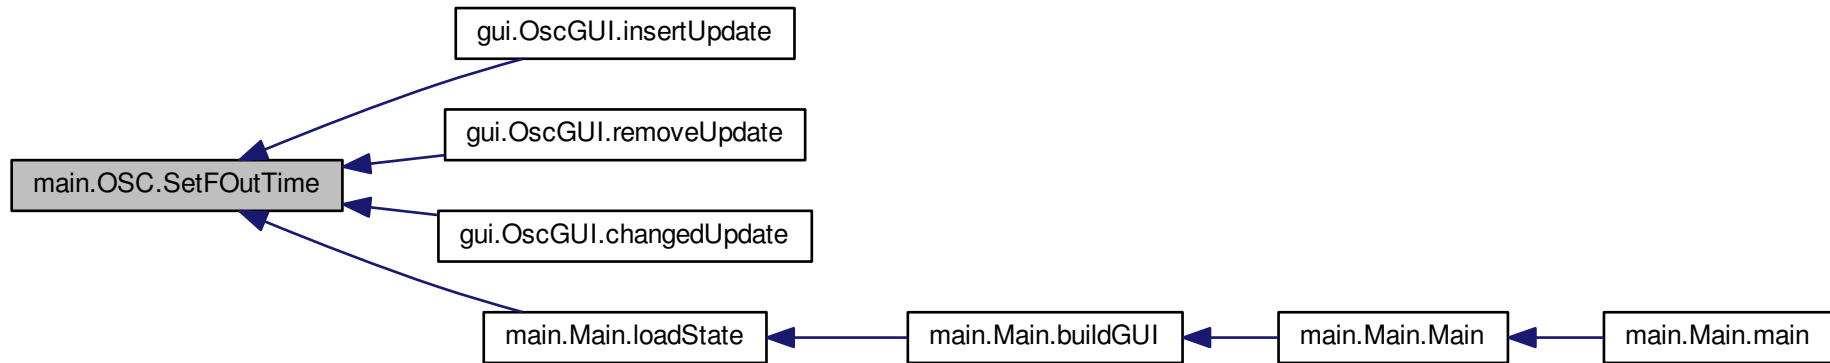 gui.OscGUI.insertUpdate
gui.OscGUI.removeUpdate
main.OSC.SetFOutTime
gui.OscGUI.changedUpdate
main.Main.loadState
main.Main.buildGUI
main.Main.Main
main.Main.main